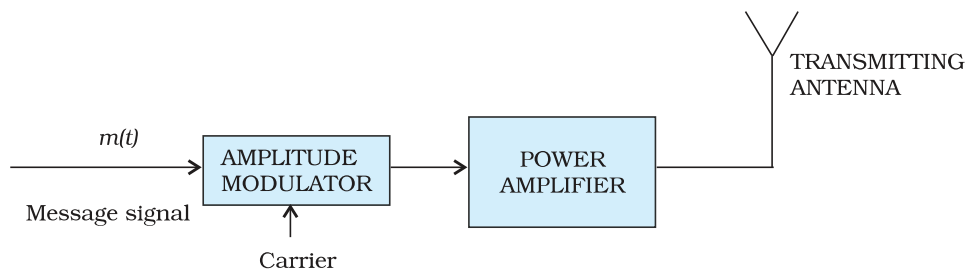 m(t)
Message signal
AMPLITUDE
MODULATOR
Carrier
POWER
AMPLIFIER
TRANSMITTING
ANTENNA